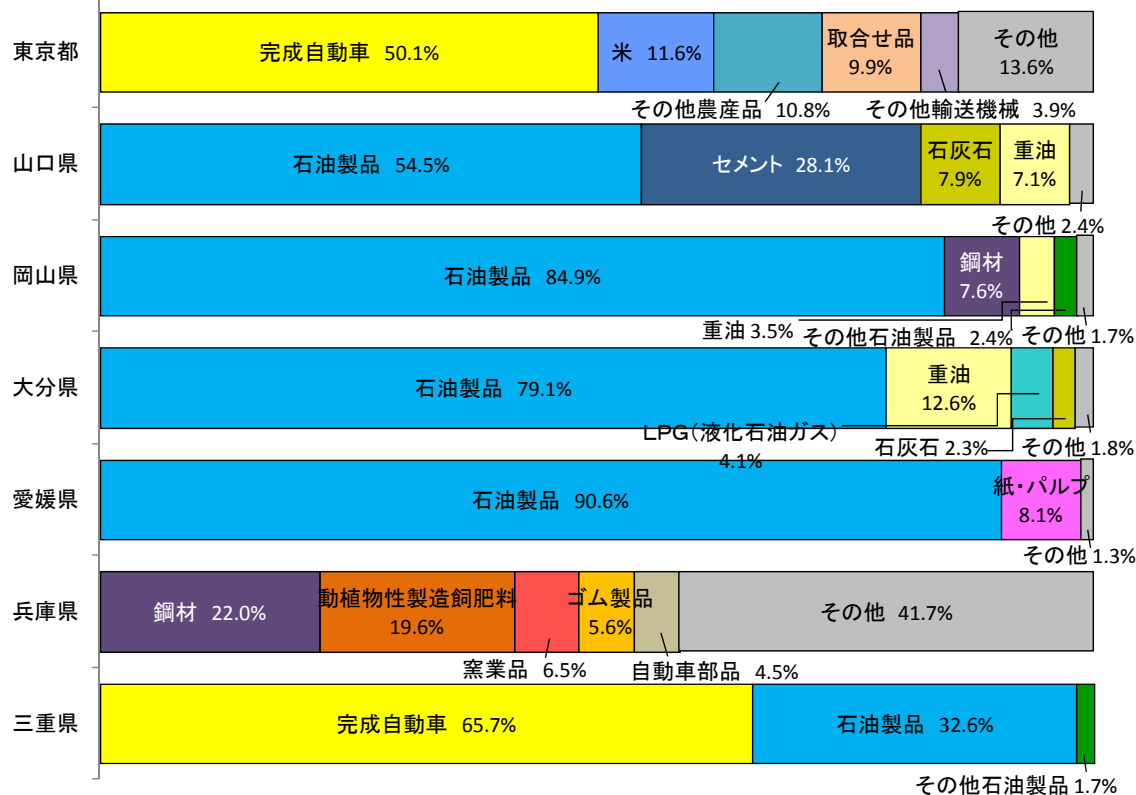 東京都
完成自動車 50.1%
米 11.6%
その他農産品 10.8%
取合せ品
9.9%
その他輸送機械 3.9%
その他
13.6%
山口県
石油製品 54.5%
セメント 28.1%
石灰石
7.9%
重油
7.1%
その他 2.4%
岡山県
石油製品 84.9%
鋼材
7.6%
重油 3.5%
その他石油製品 2.4%
その他 1.7%
大分県
石油製品 79.1%
重油
12.6%
LPG(液化石油ガス)
4.1%
石灰石 2.3%
その他 1.8%
愛媛県
石油製品 90.6%
紙・パルプ
8.1%
その他 1.3%
兵庫県
鋼材 22.0%
動植物性製造飼肥料
19.6%
窯業品 6.5%
ゴム製品
5.6%
自動車部品 4.5%
その他 41.7%
三重県
完成自動車 65.7%
石油製品 32.6%
その他石油製品 1.7%